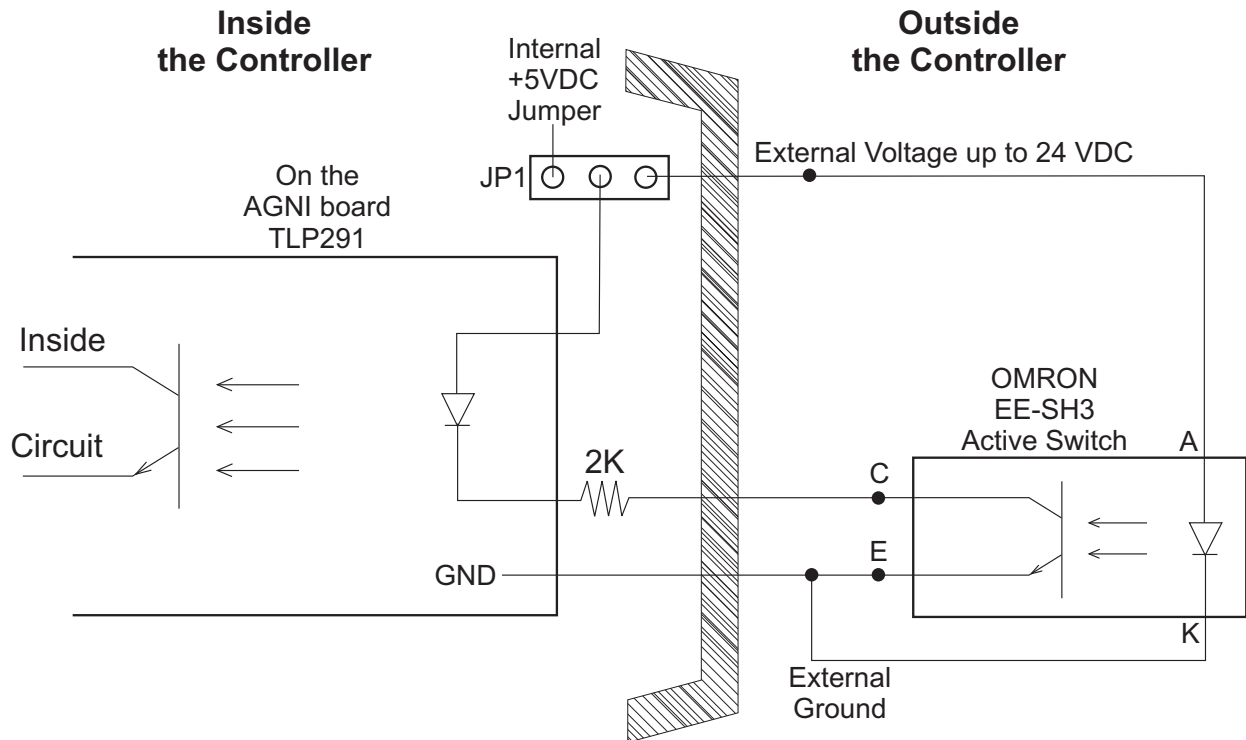 Inside
the Controller
Outside
the Controller
Internal
+5VDC
Jumper
JP1
External Voltage up to 24 VDC
On the
AGNI board
TLP291
Inside
Circuit
2K
GND
OMRON
EE-SH3
Active Switch
A
C
E
K
External
Ground